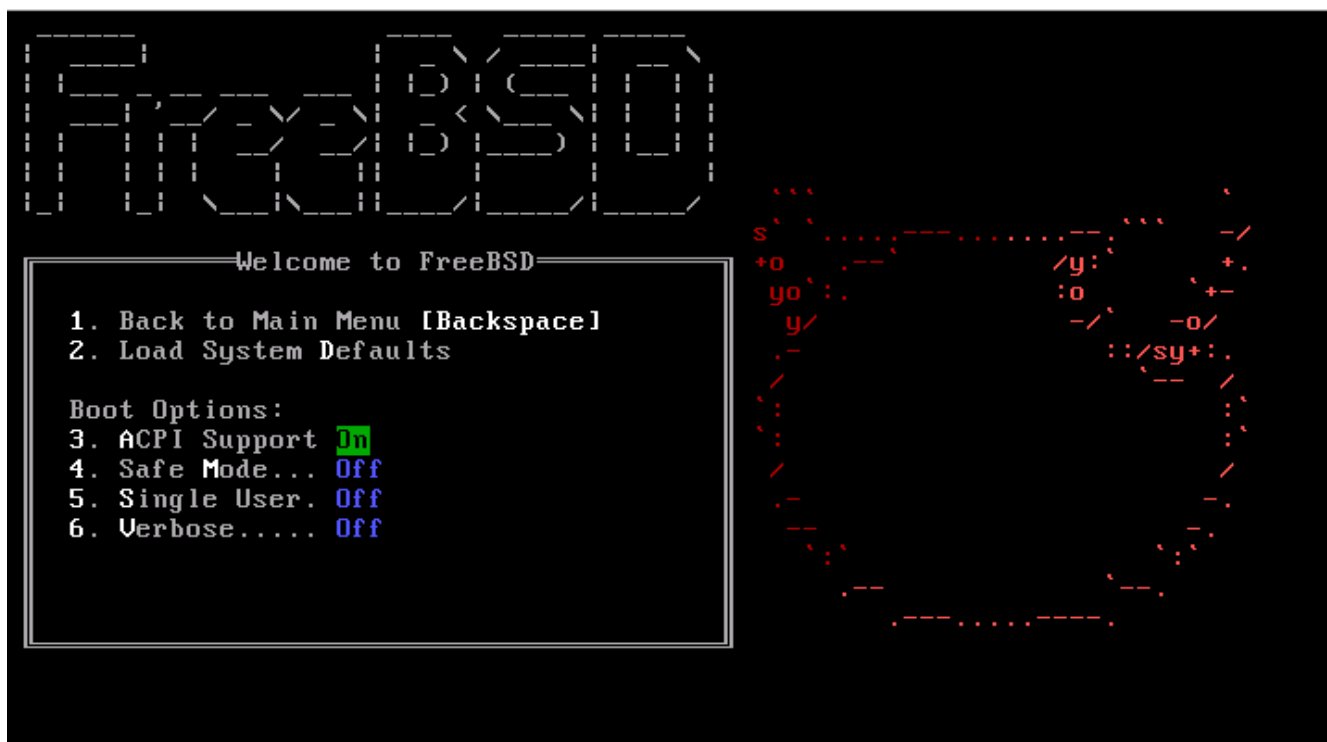 FreeBSD
Welcome to FreeBSD
1. Back to Main Menu [Backspace]
2. Load System Defaults
Boot Options:
3. ACPI Support On
4. Safe Mode... Off
5. Single User. Off
6. Verbose..... Off